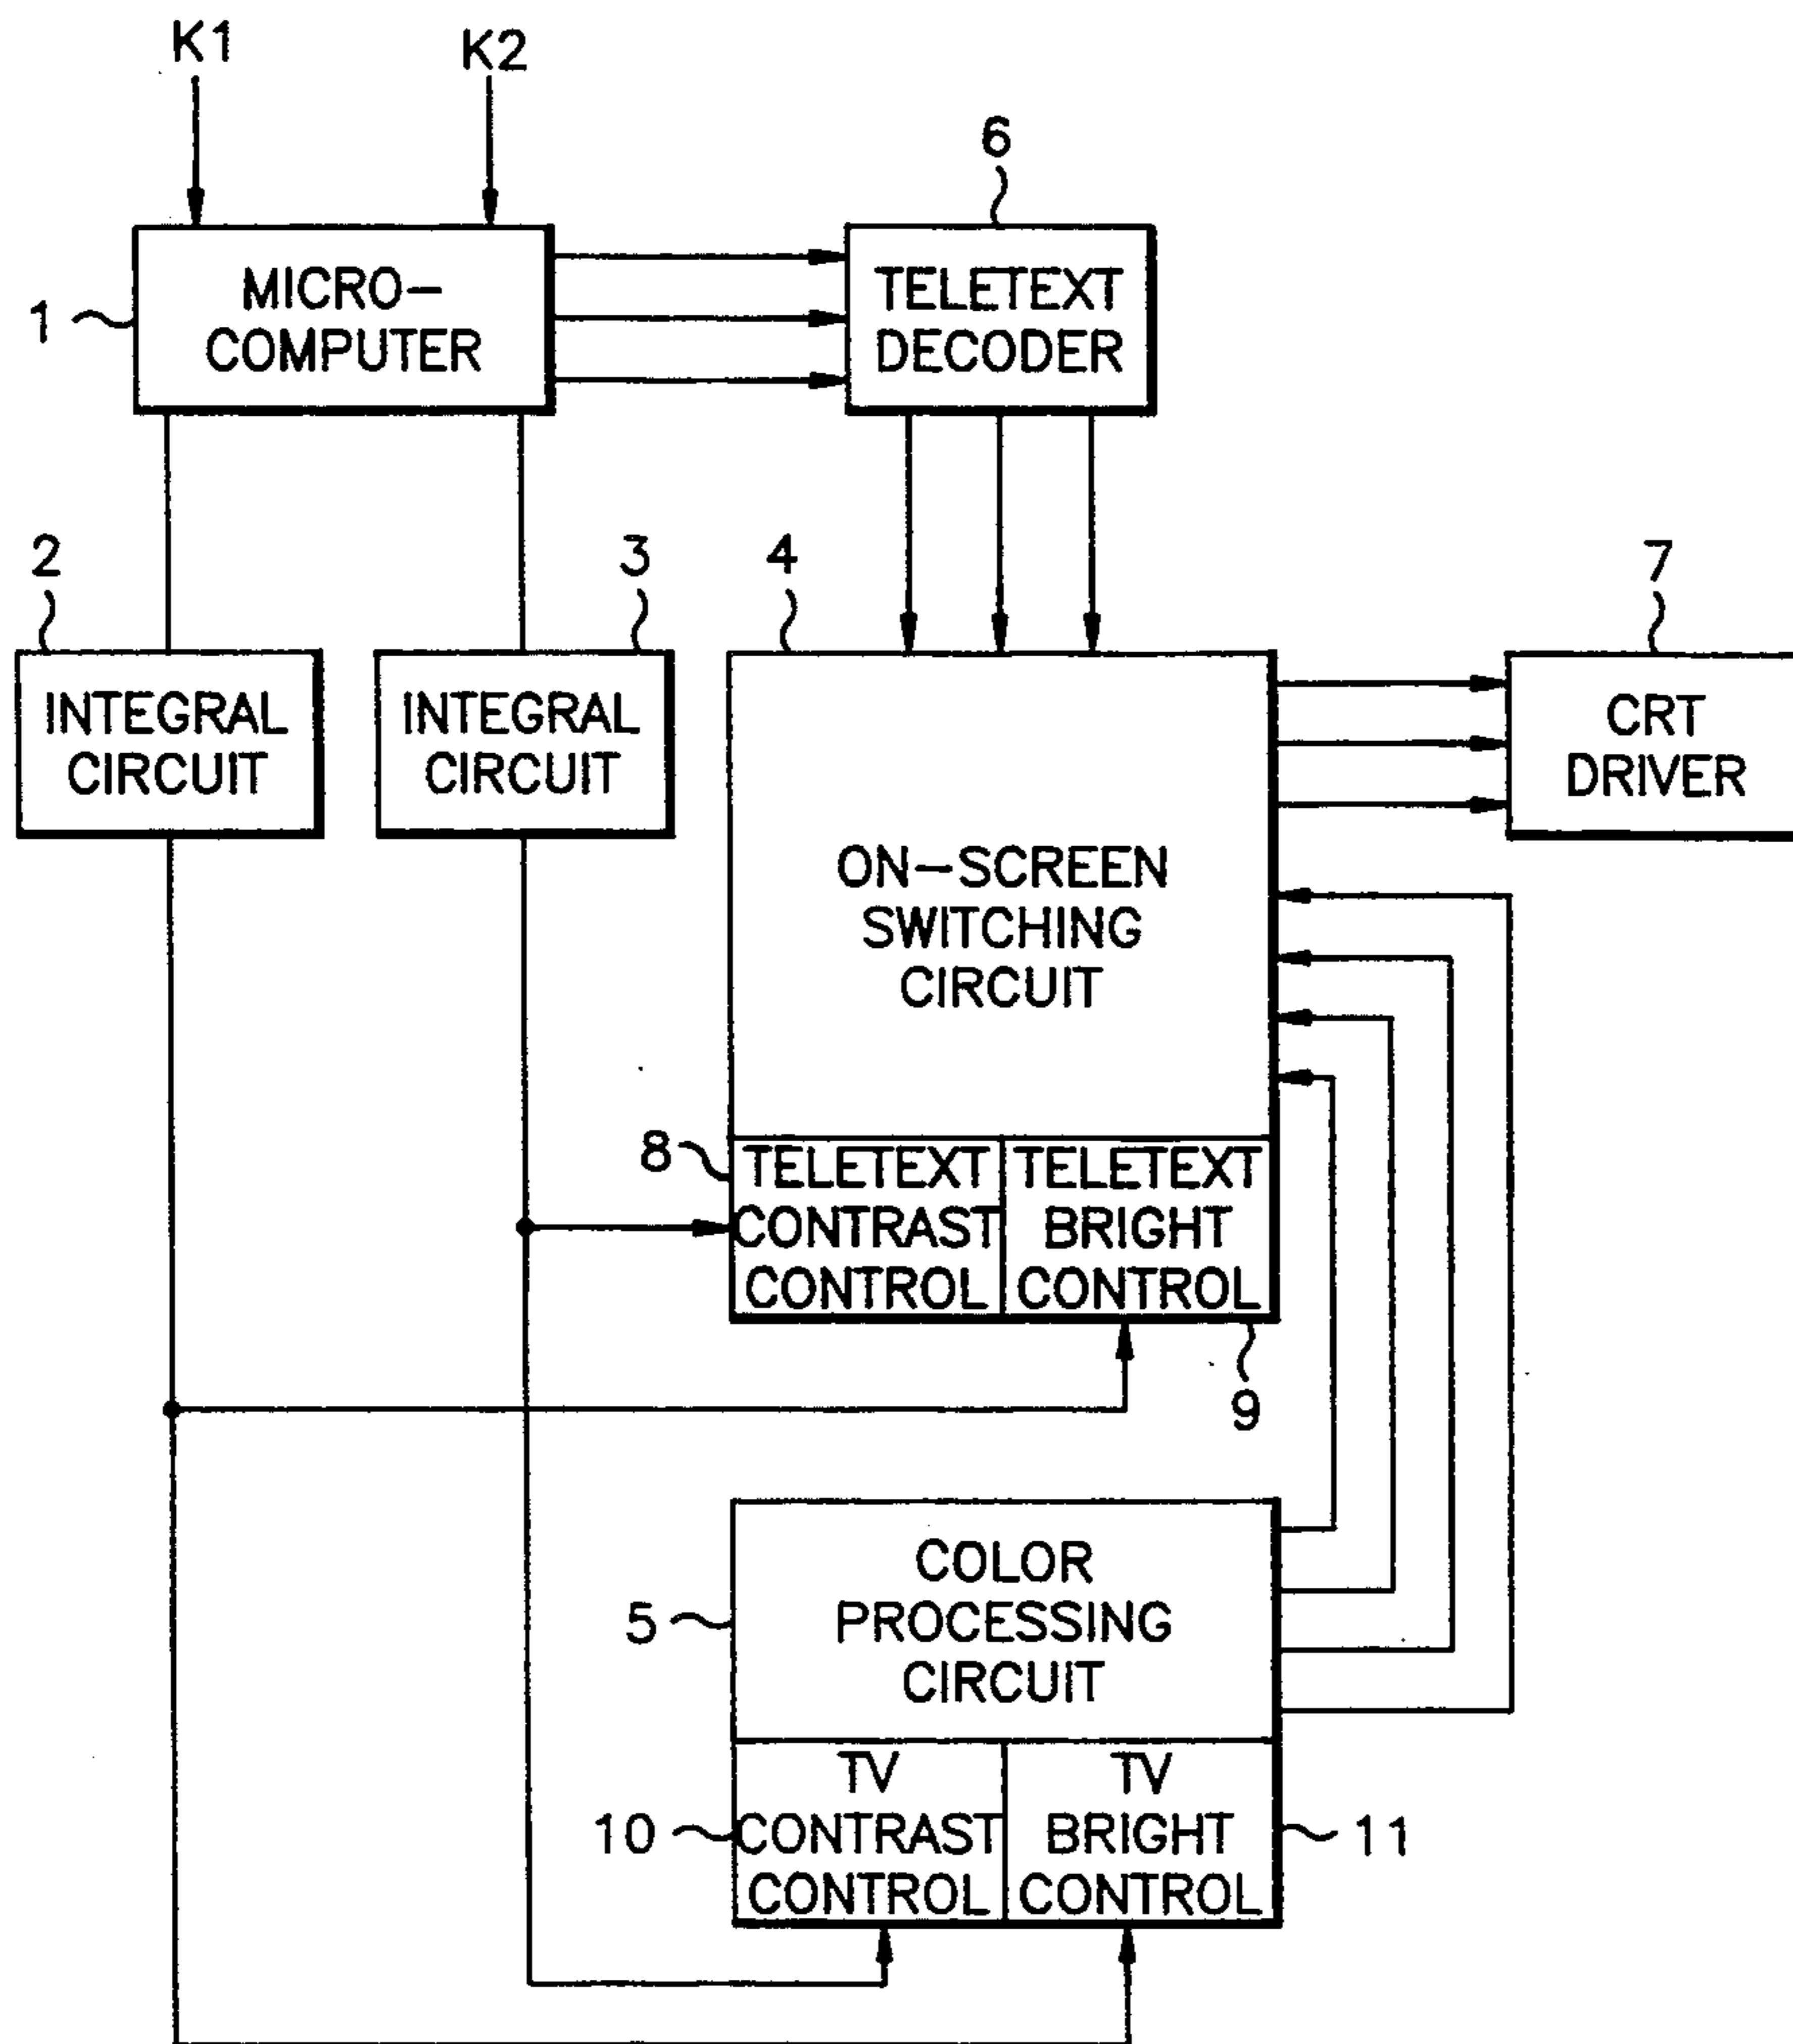 K1
K2
6
1
MICRO-
COMPUTER
TELETEXT
DECODER
2
3
4
7
INTEGRAL
CIRCUIT
INTEGRAL
CIRCUIT
CRT
DRIVER
ON-SCREEN
SWITCHING
CIRCUIT
8
TELETEXT
CONTRAST
CONTROL
TELETEXT
BRIGHT
CONTROL
9
5
COLOR
PROCESSING
CIRCUIT
10
TV
CONTRAST
CONTROL
TV
BRIGHT
CONTROL
11